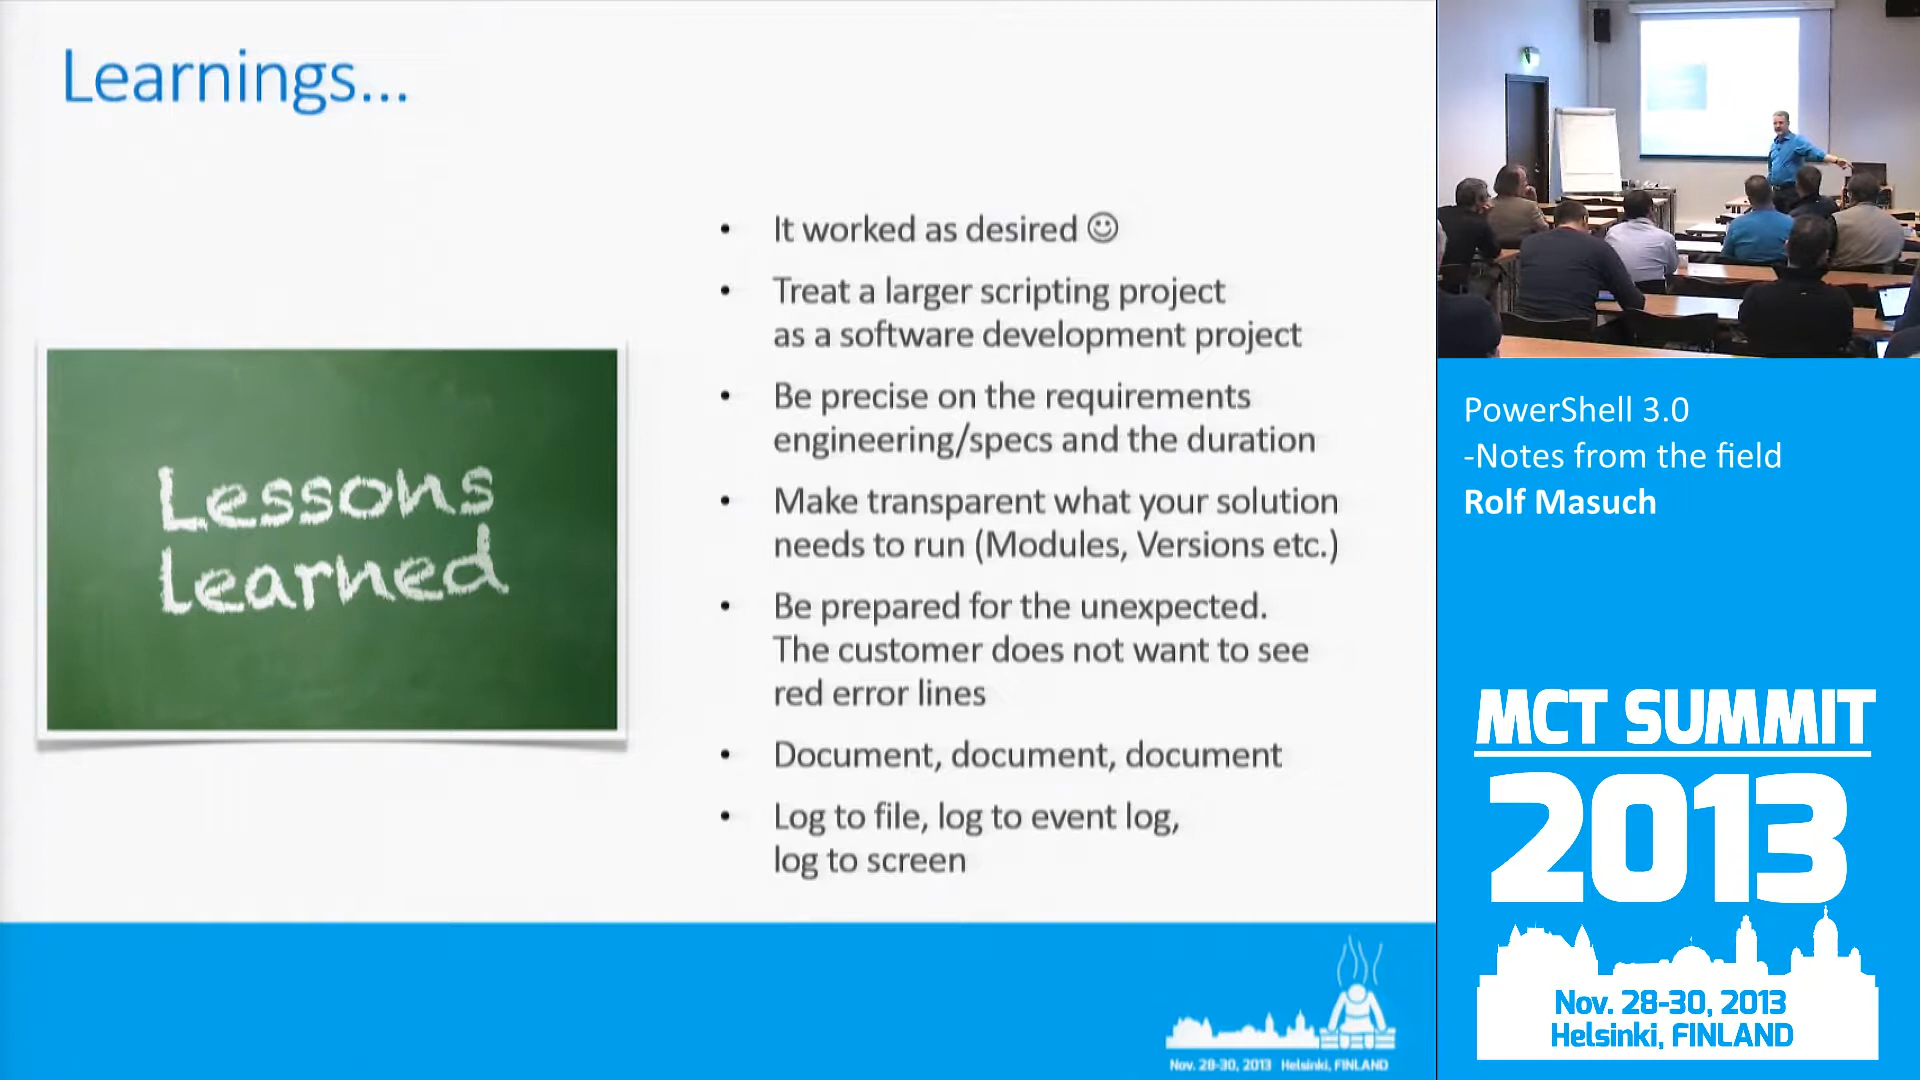 Learnings...
Lessons
Learned
• It worked as desired ☺
• Treat a larger scripting project
as a software development project
• Be precise on the requirements
engineering/specs and the duration
• Make transparent what your solution
needs to run (Modules, Versions etc.)
• Be prepared for the unexpected.
The customer does not want to see
red error lines
• Document, document, document
• Log to file, log to event log,
log to screen
Nov. 28-30, 2013 Helsinki, FINLAND
PowerShell 3.0
-Notes from the field
Rolf Masuch
MCT SUMMIT
2013
Nov. 28-30, 2013
Helsinki, FINLAND